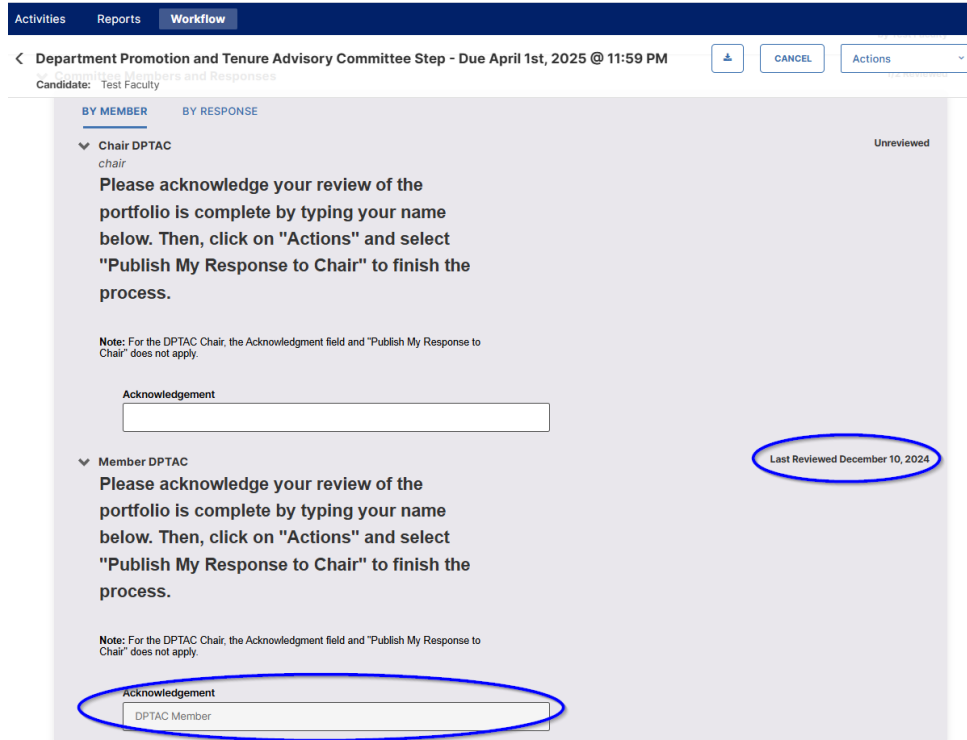 Activities Reports Workflow
Department Promotion and Tenure Advisory Committee Step - Due April 1st, 2025 @ 11:59 PM
CANCEL Actions
Committee Members and Responses
Candidate: Test Faculty
BY MEMBER BY RESPONSE
Chair DPTAC Unreviewed
chair
Please acknowledge your review of the
portfolio is complete by typing your name
below. Then, click on "Actions" and select
"Publish My Response to Chair" to finish the
process.
Note: For the DPTAC Chair, the Acknowledgment field and "Publish My Response to
Chair" does not apply.
Acknowledgement
Member DPTAC Last Reviewed December 10, 2024
Please acknowledge your review of the
portfolio is complete by typing your name
below. Then, click on "Actions" and select
"Publish My Response to Chair" to finish the
process.
Note: For the DPTAC Chair, the Acknowledgment field and "Publish My Response to
Chair" does not apply.
Acknowledgement
DPTAC Member